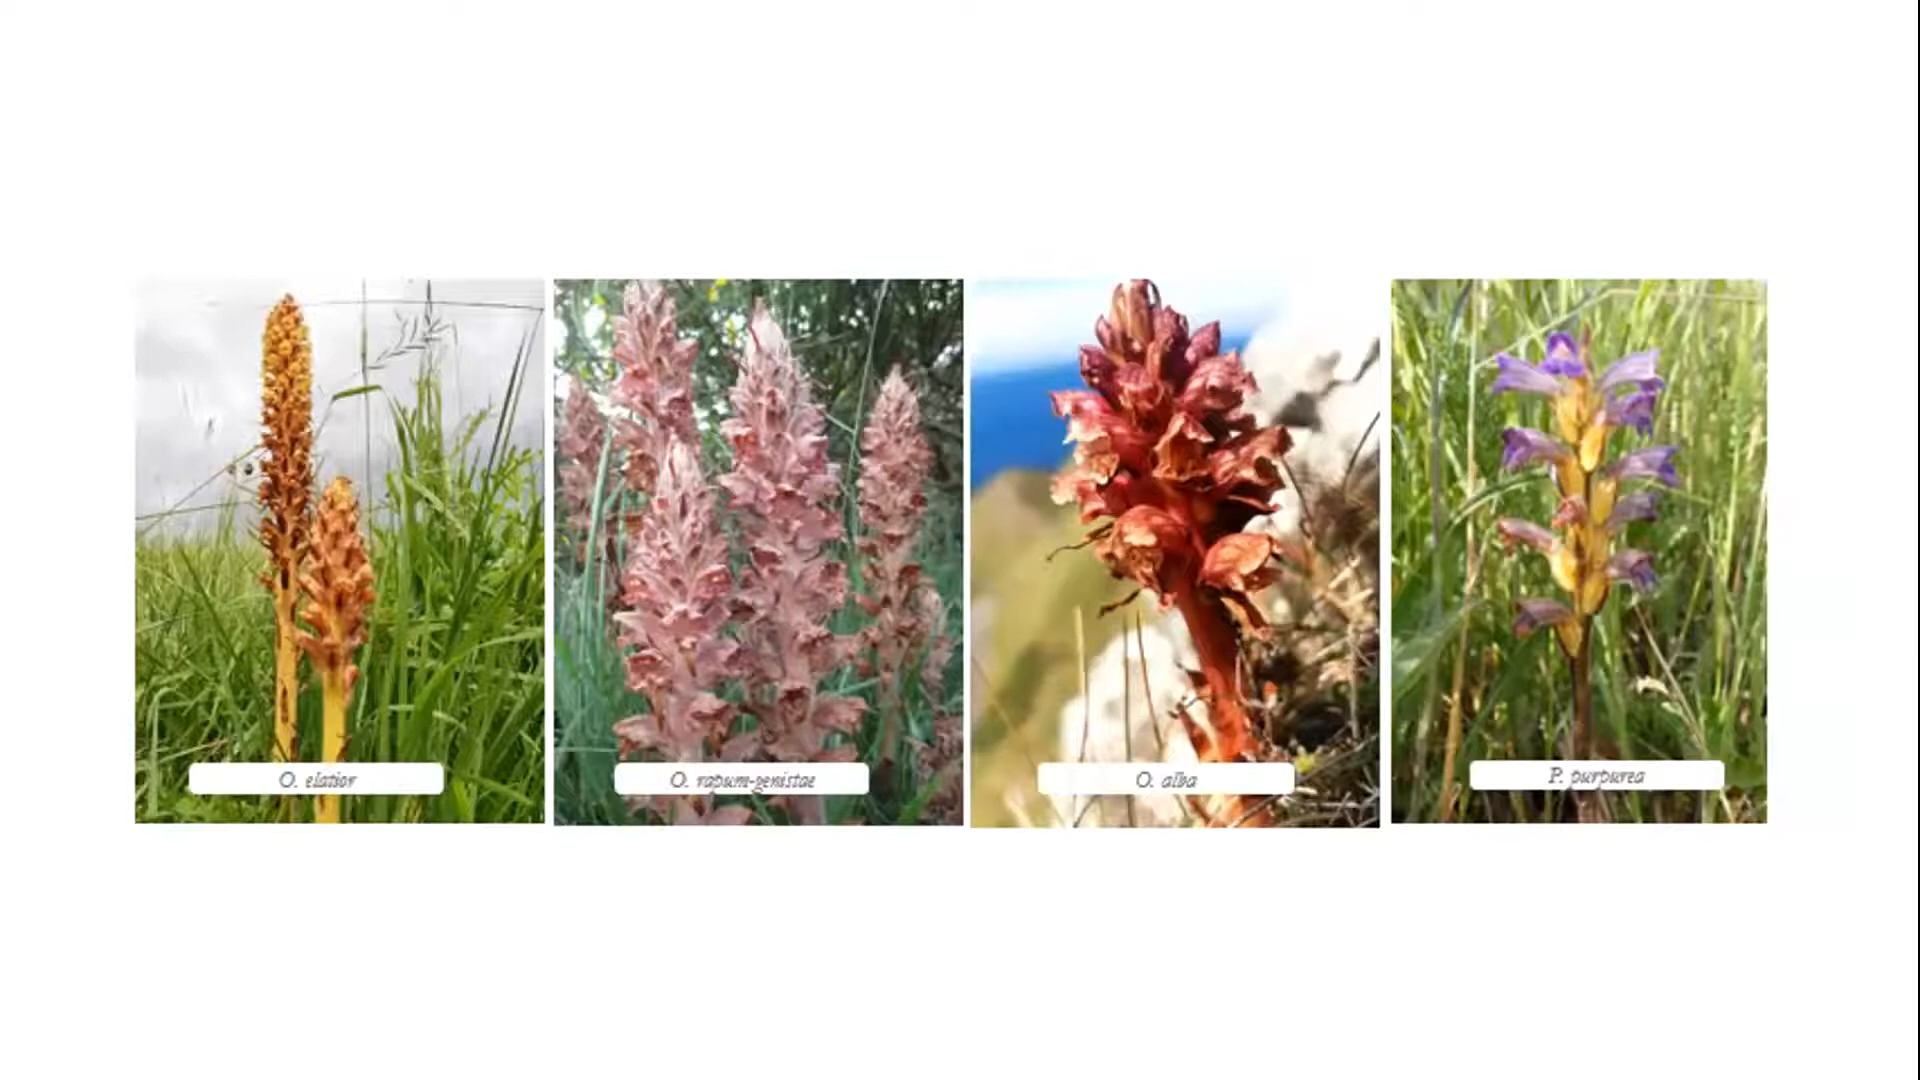 O. elatior
O. rapum-genistae
O. alba
P. purpurea